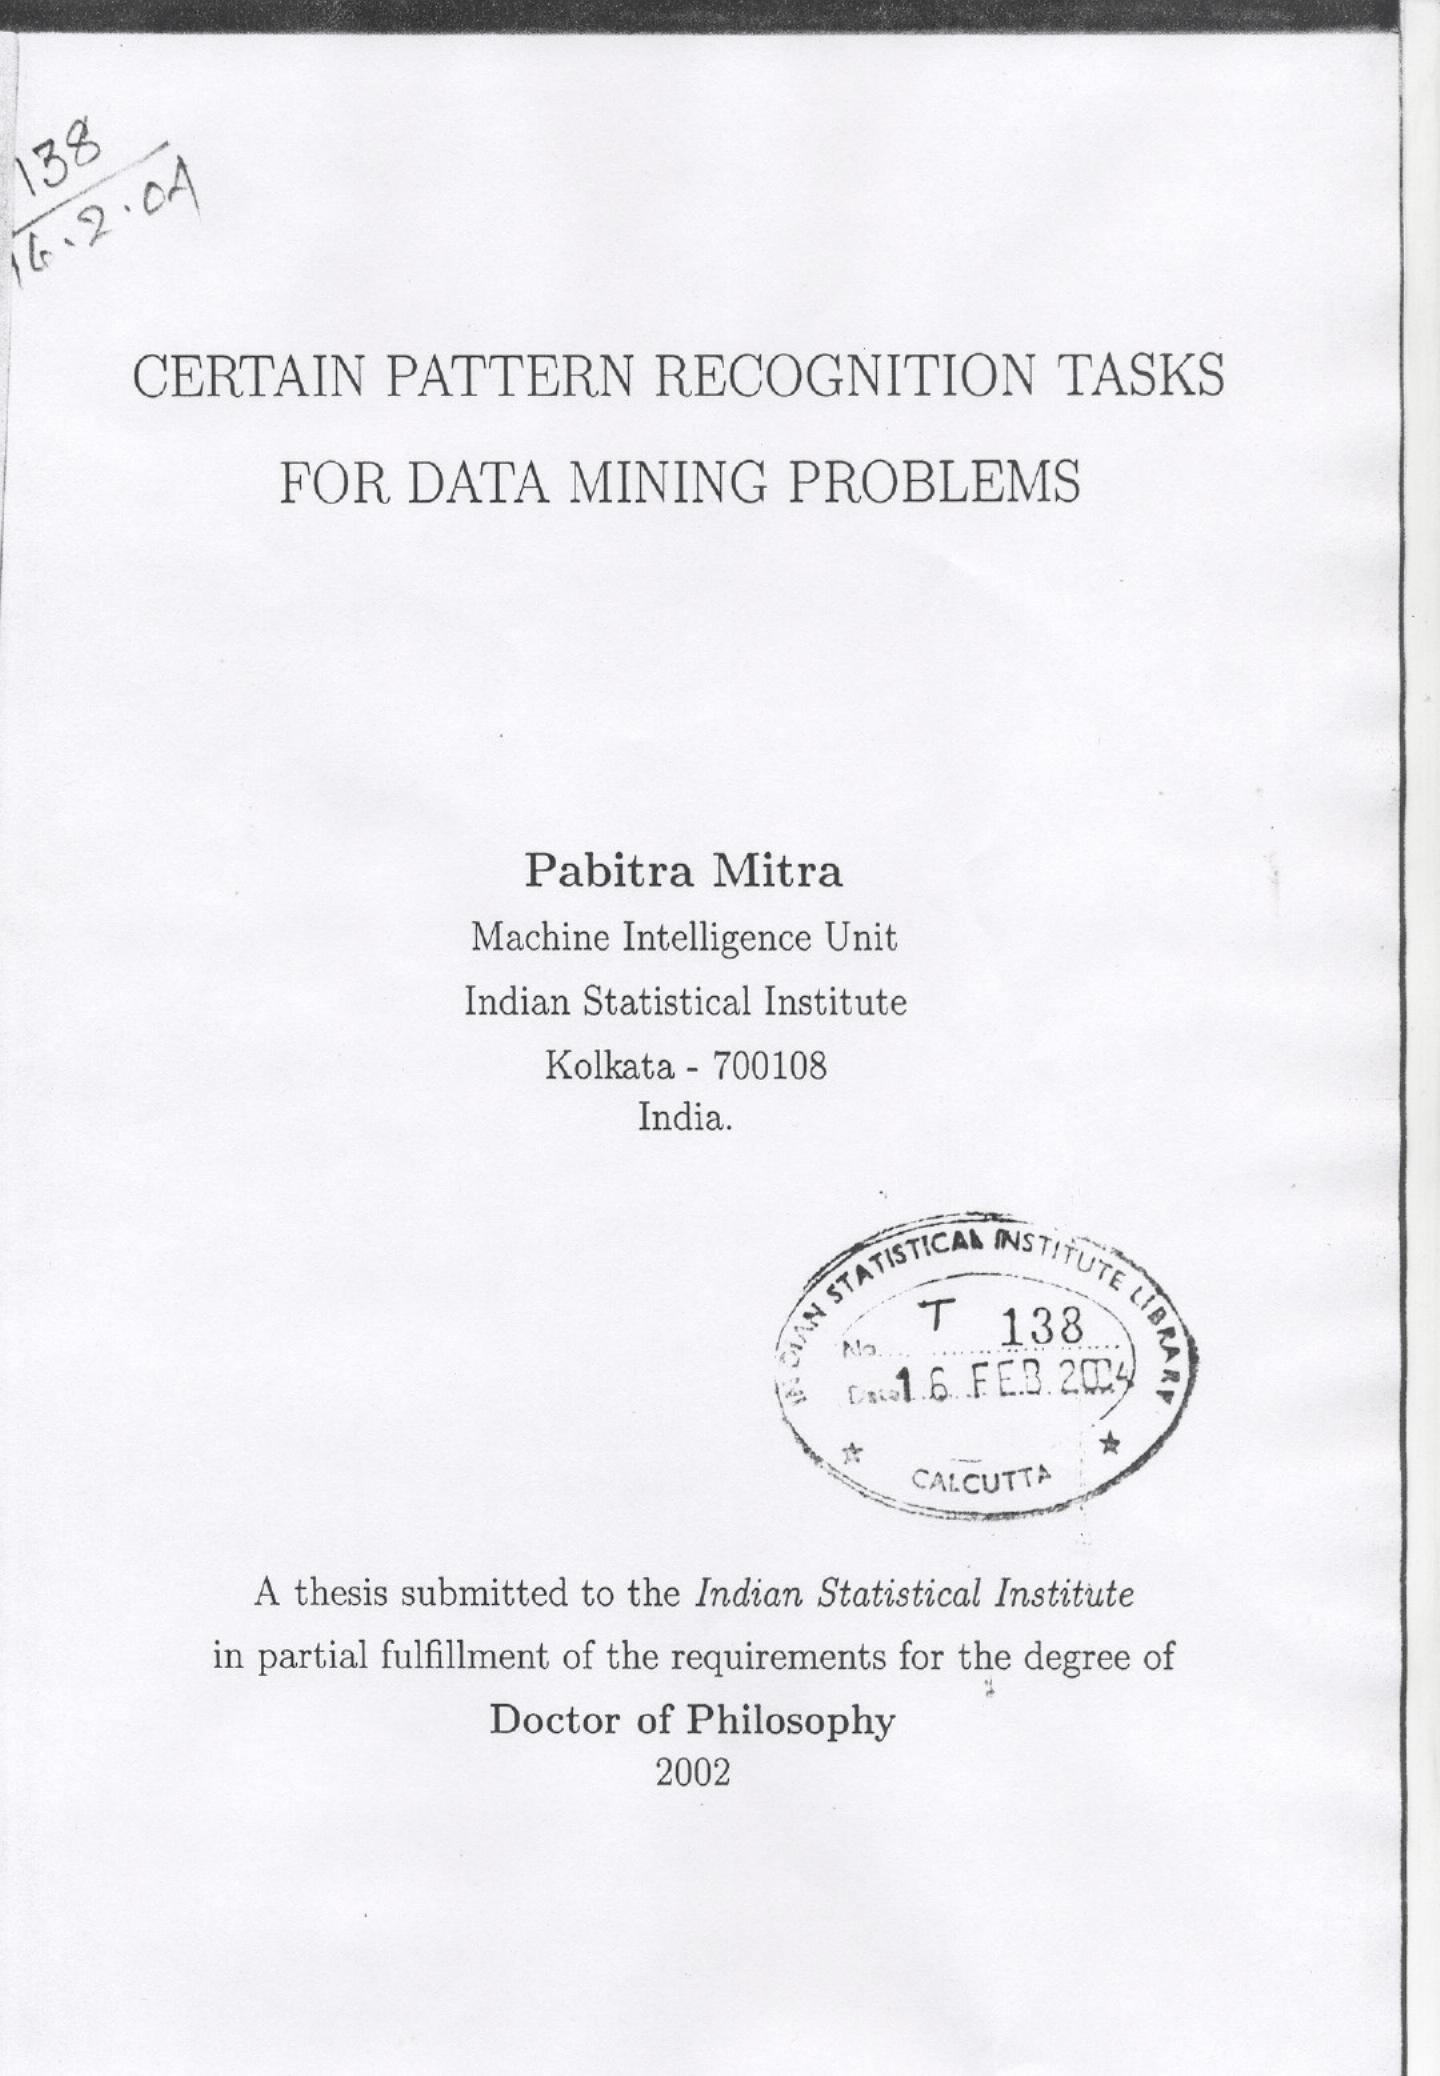 138
16.2.04
CERTAIN PATTERN RECOGNITION TASKS
FOR DATA MINING PROBLEMS
Pabitra Mitra
Machine Intelligence Unit
Indian Statistical Institute
Kolkata - 700108
India.
INDIAN STATISTICAL INSTITUTE LIBRARY
No. T 138
Date 16 FEB 2004
CALCUTTA
A thesis submitted to the Indian Statistical Institute
in partial fulfillment of the requirements for the degree of
Doctor of Philosophy
2002